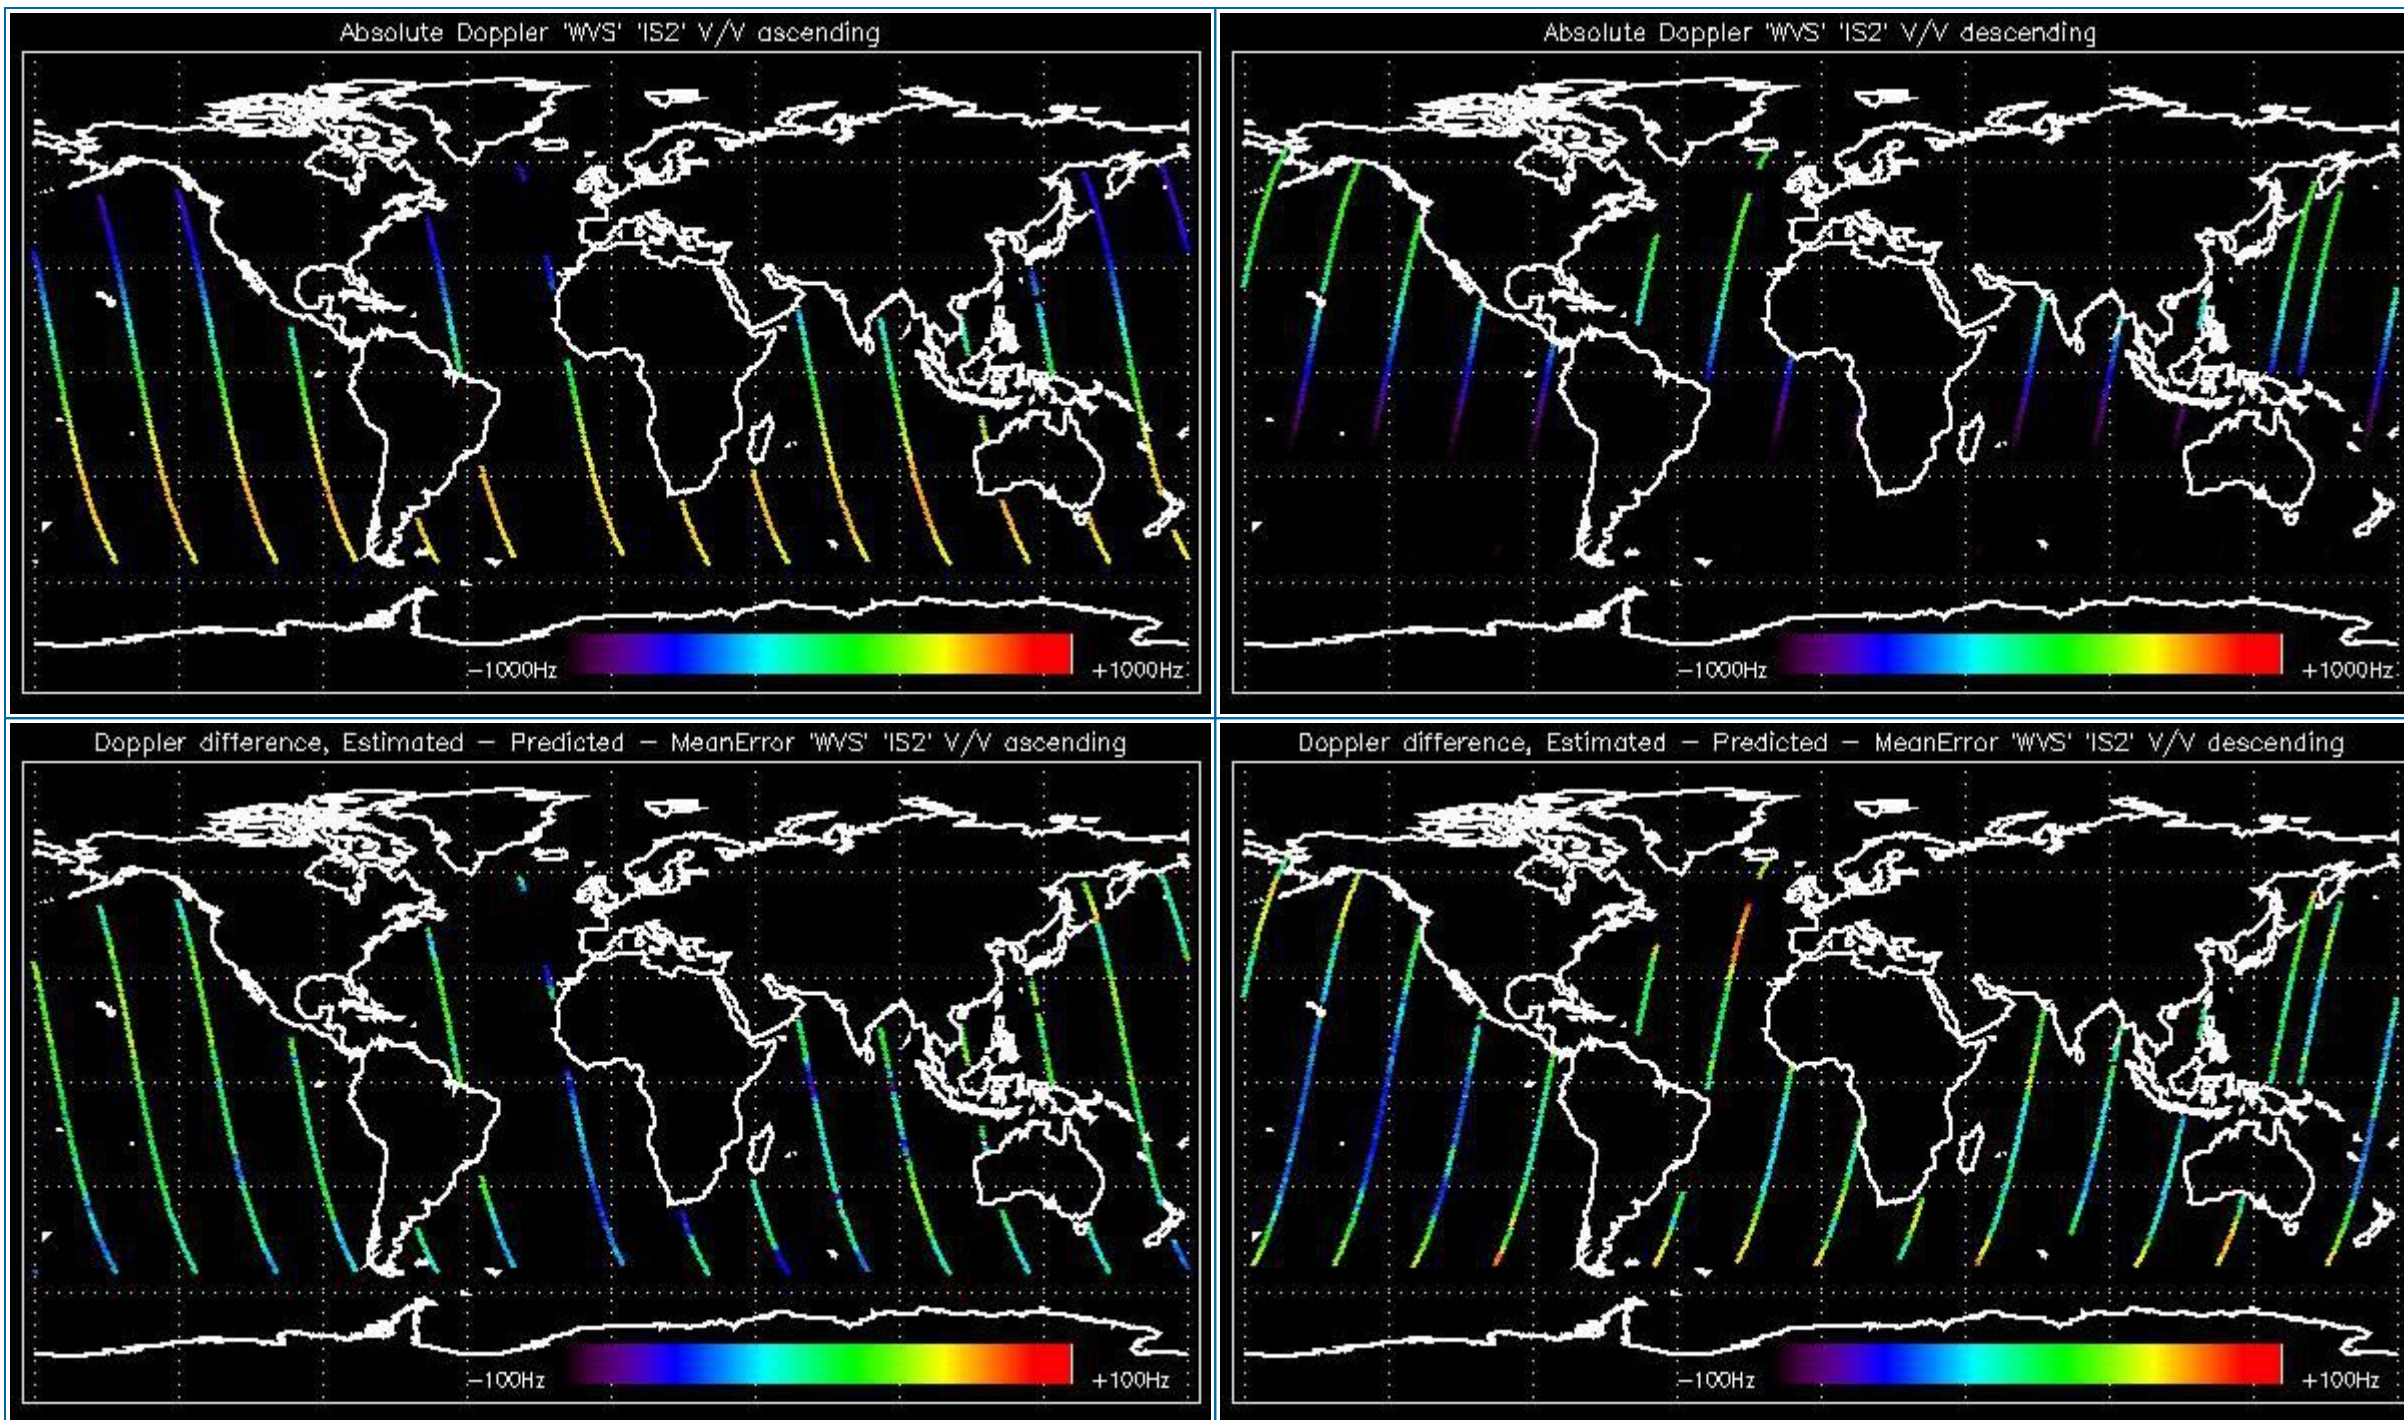 Absolute Doppler 'WVS' 'IS2' V/V ascending
-1000Hz
+1000Hz
Absolute Doppler 'WVS' 'IS2' V/V descending
-1000Hz
+1000Hz
Doppler difference, Estimated - Predicted - MeanError 'WVS' 'IS2' V/V ascending
-100Hz
+100Hz
Doppler difference, Estimated - Predicted - MeanError 'WVS' 'IS2' V/V descending
-100Hz
+100Hz